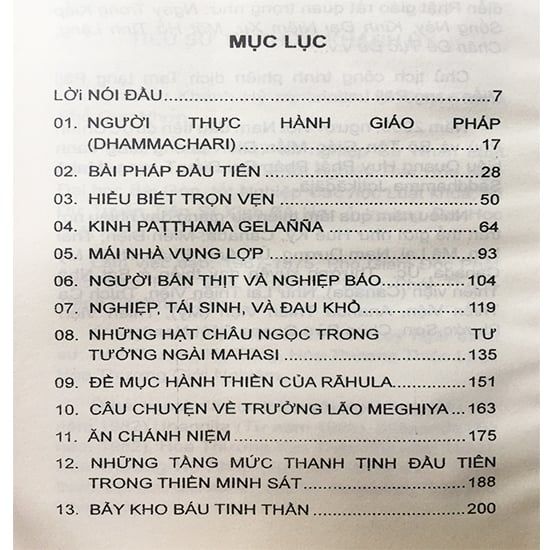 MỤC LỤC
LỜi NÓI ĐẦU.................................................7
01. NGƯỜI THỰC HÀNH GIÁO PHÁP
(DHAMMACHARI)........................................17
02. BÀI PHÁP ĐẦU TIÊN...............................28
03. HIỂU BIẾT TRỌN VẸN...............................50
04. KINH PAṬṬHAMA GELAÑÑA.......................64
05. MÁI NHÀ VỤNG LỢP.................................93
06. NGƯỜI BÁN THỊT VÀ NGHIỆP BÁO..............104
07. NGHIỆP, TÁI SINH, VÀ ĐAU KHỔ................119
08. NHỮNG HẠT CHÂU NGỌC TRONG TƯ
TƯỞNG NGÀI MAHASI.............................135
09. ĐỀ MỤC HÀNH THIỀN CỦA RĀHULA............151
10. CÂU CHUYỆN VỀ TRƯỞNG LÃO MEGHIYA...163
11. ĂN CHÁNH NIỆM......................................175
12. NHỮNG TẦNG MỨC THANH TỊNH ĐẦU TIÊN
TRONG THIỀN MINH SÁT...........................188
13. BẢY KHO BÁU TINH THẦN.........................200